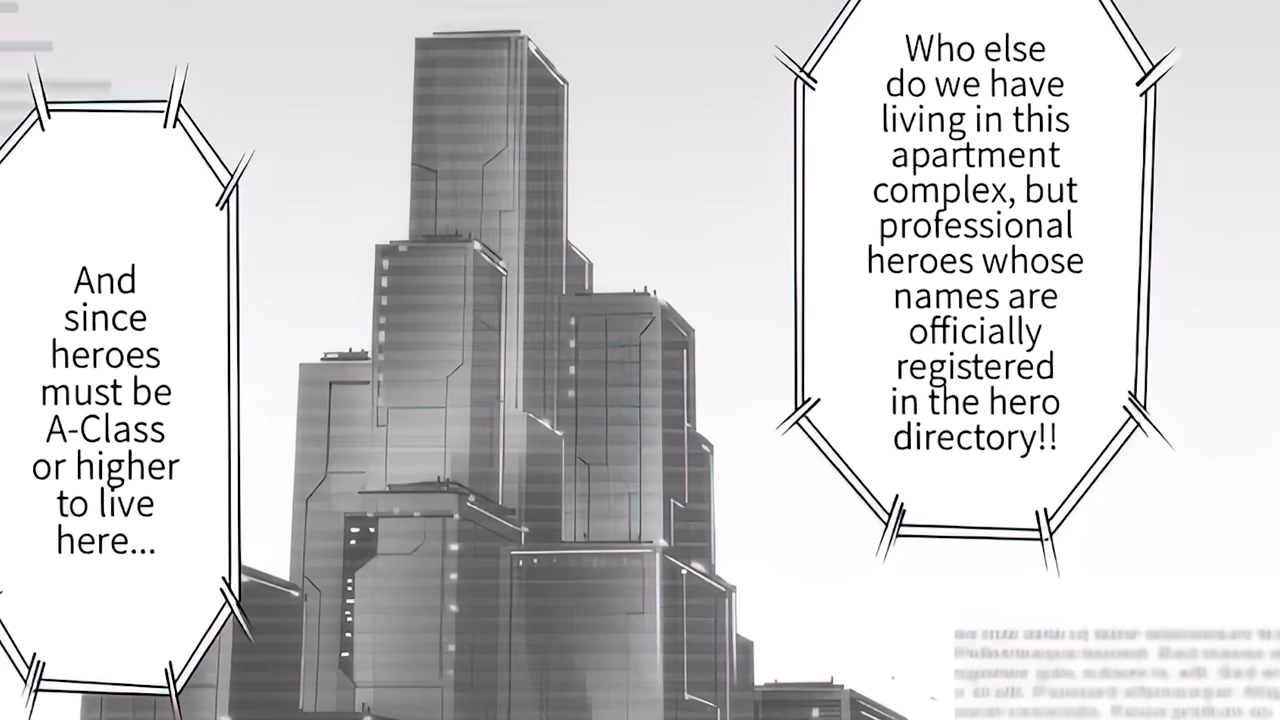 Who else
do we have
living in this
apartment
complex, but
professional
heroes whose
names are
officially
registered
in the hero
directory!!
And
since
heroes
must be
A-Class
or higher
to live
here...